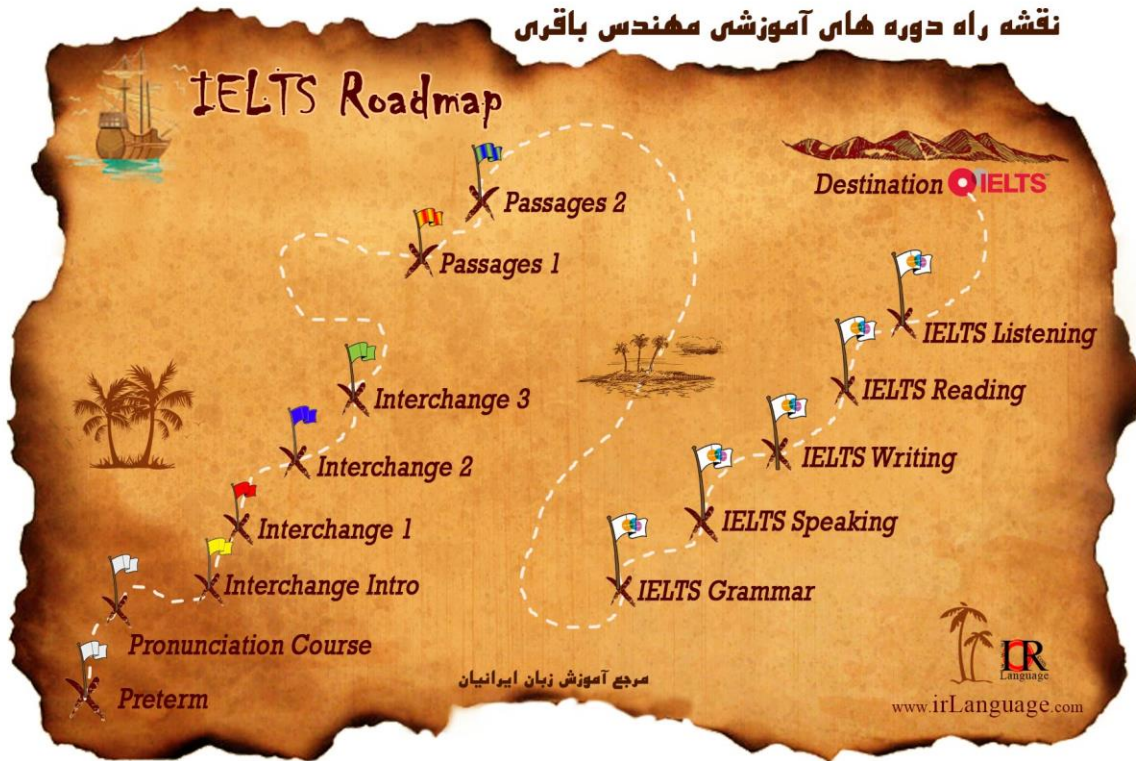 نقشه راه دوره های آموزشی مهندس باقری
IELTS Roadmap
Destination IELTS™
Passages 2
Passages 1
IELTS Listening
IELTS Reading
Interchange 3
IELTS Writing
Interchange 2
IELTS Speaking
Interchange 1
Interchange Intro
IELTS Grammar
Pronunciation Course
Preterm
مرجع آموزش زبان ایرانیان
Language
www.irLanguage.com